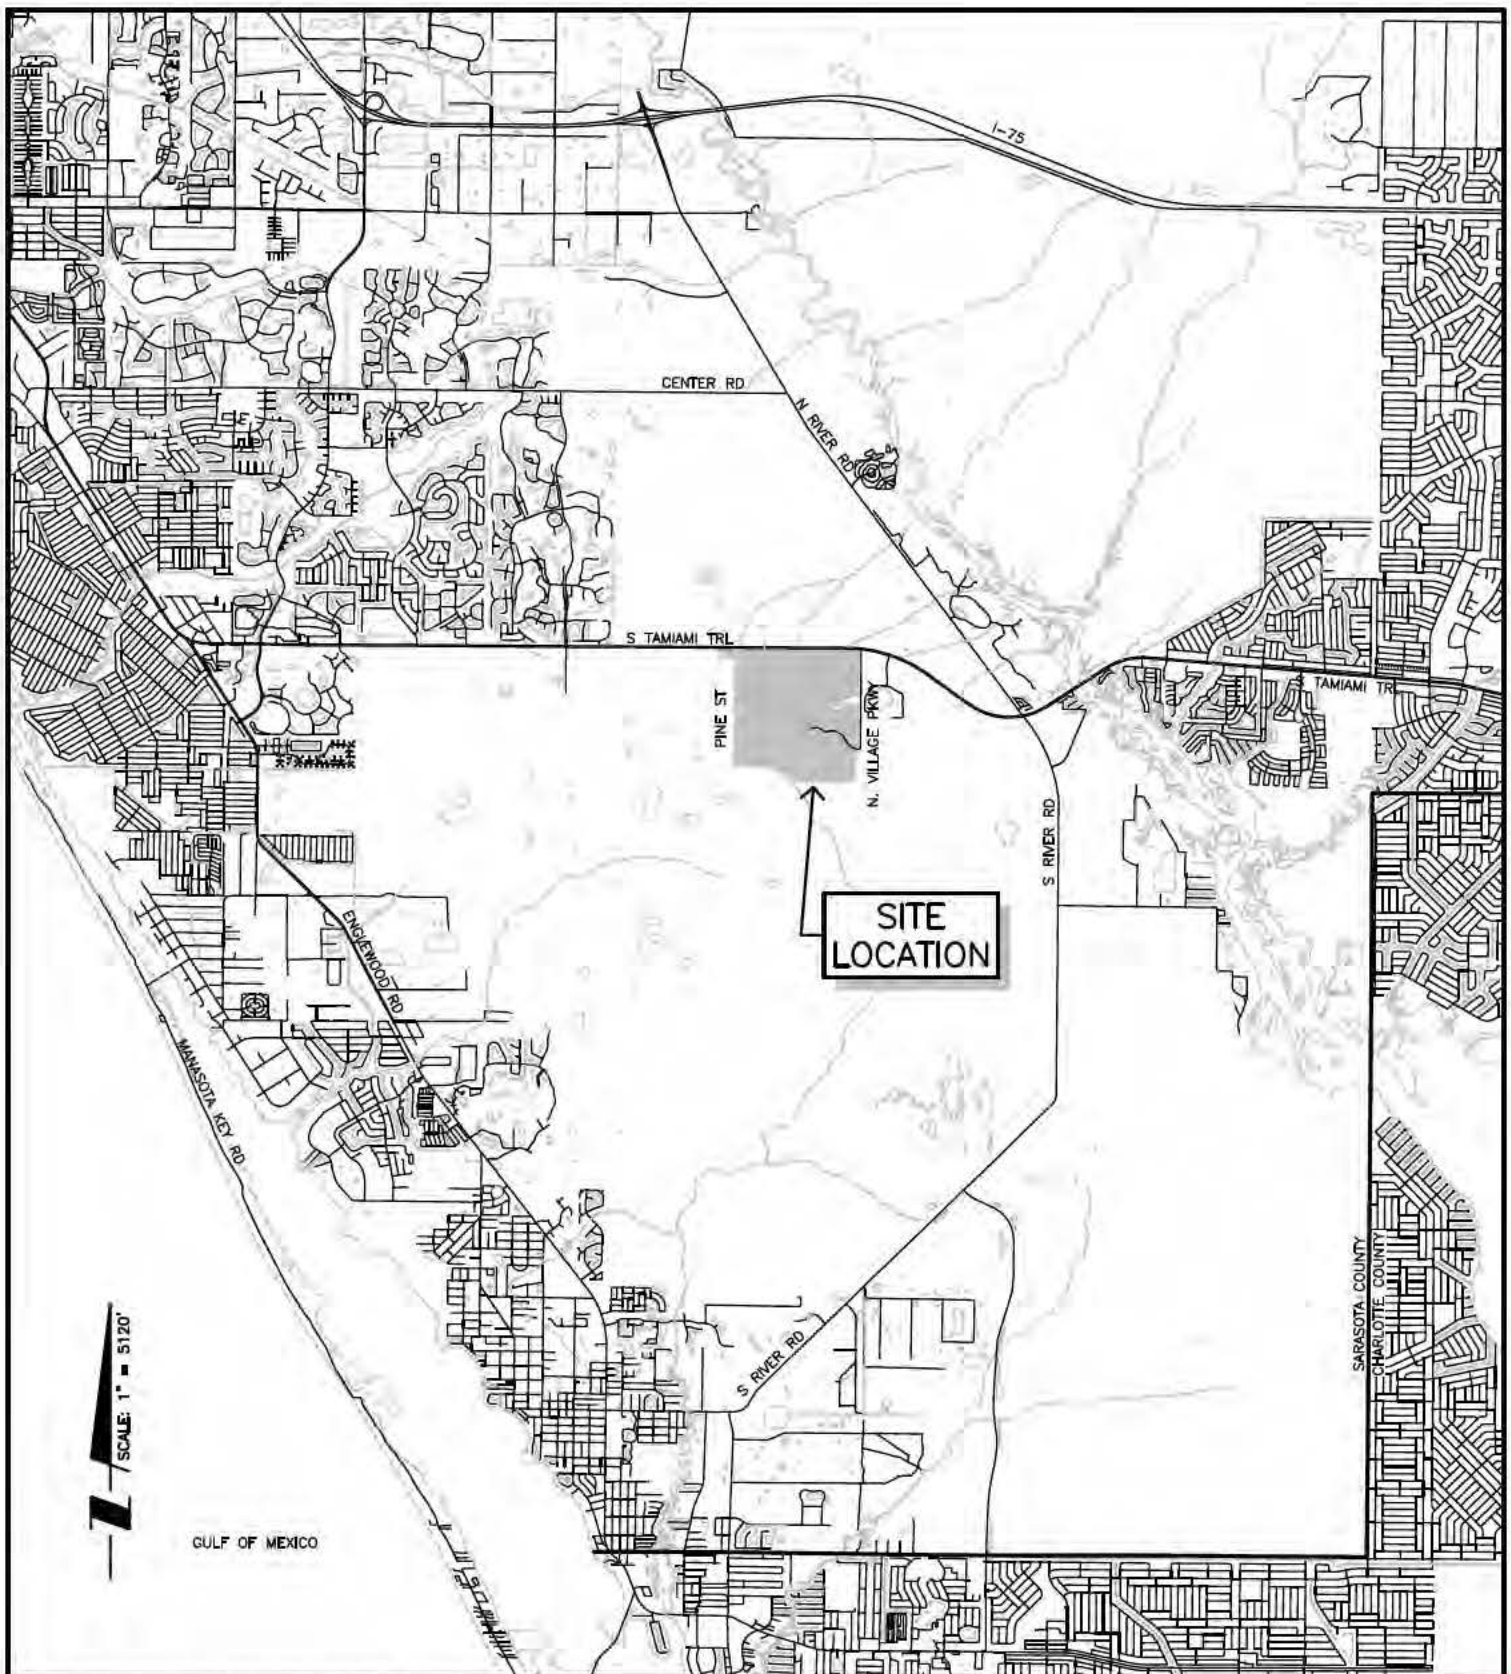 I-75
CENTER RD
N RIVER RD
S TAMIAMI TRL
S TAMIAMI TRL
PINE ST
N. VILLAGE PKWY
S RIVER RD
SITE
LOCATION
ENGLEWOOD RD
MANASOTA KEY RD
SARASOTA COUNTY
CHARLOTTE COUNTY
S RIVER RD
SCALE: 1" = 5120'
GULF OF MEXICO